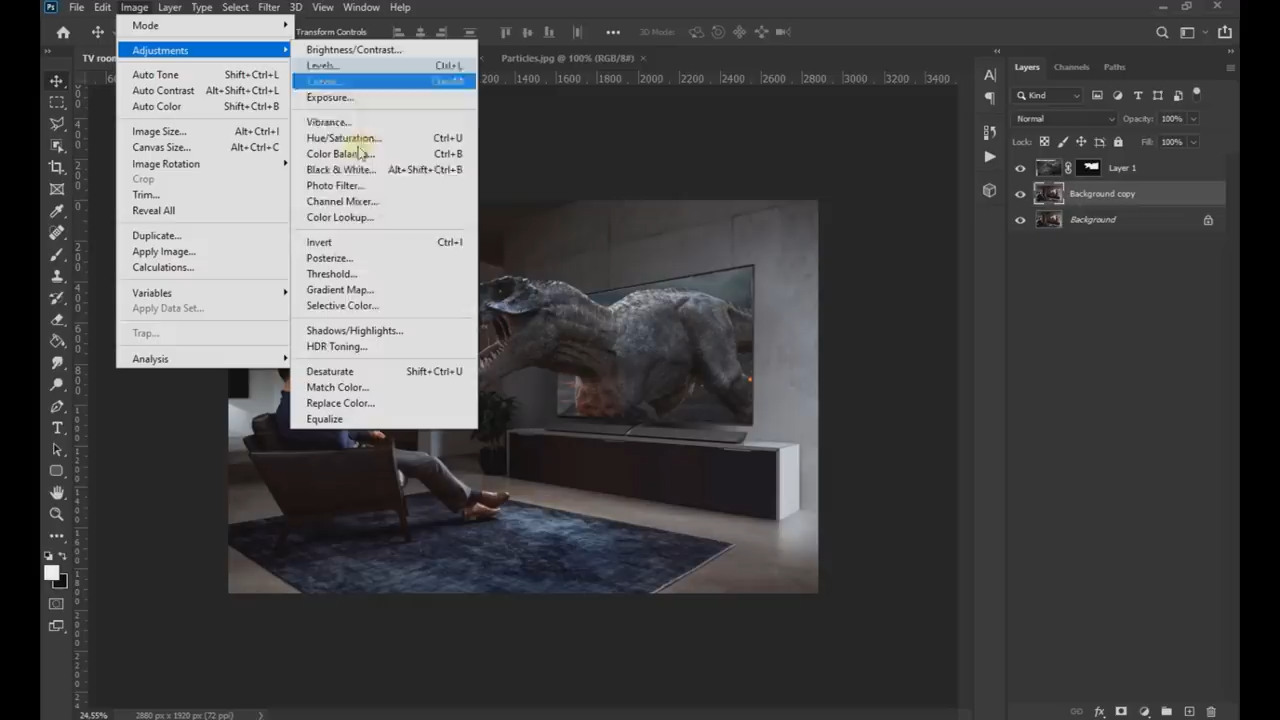 Ps File Edit Image Layer Type Select Filter 3D View Window Help
Transform Controls 3D Mode:
TV room
Particles.jpg @ 100% (RGB/8#)
Mode
Adjustments
Auto Tone Shift+Ctrl+L
Auto Contrast Alt+Shift+Ctrl+L
Auto Color Shift+Ctrl+B
Image Size... Alt+Ctrl+I
Canvas Size... Alt+Ctrl+C
Image Rotation
Crop
Trim...
Reveal All
Duplicate...
Apply Image...
Calculations...
Variables
Apply Data Set...
Trap...
Analysis
Brightness/Contrast...
Levels... Ctrl+L
Exposure...
Vibrance...
Hue/Saturation... Ctrl+U
Color Balance... Ctrl+B
Black & White... Alt+Shift+Ctrl+B
Photo Filter...
Channel Mixer...
Color Lookup...
Invert Ctrl+I
Posterize...
Threshold...
Gradient Map...
Selective Color...
Shadows/Highlights...
HDR Toning...
Desaturate Shift+Ctrl+U
Match Color...
Replace Color...
Equalize
1200 1400 1600 1800 2000 2200 2400 2600 2800 3000 3200 3400
Layers Channels Paths
Kind
Normal Opacity: 100%
Lock: Fill: 100%
Layer 1
Background copy
Background
24,55% 2880 px x 1920 px (72 ppi)